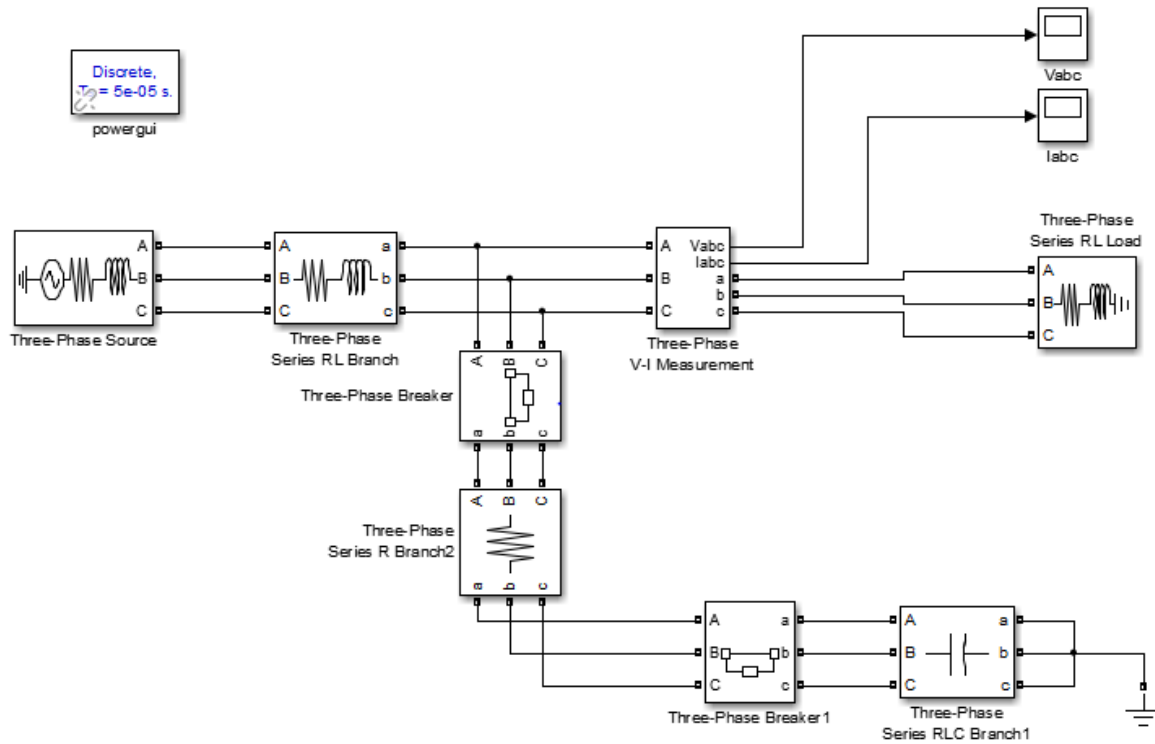 Vabc
Discrete,
= 5e-05 s.
powergui
Iabc
Three-Phase
Series RL Load
A
B
C
Three-Phase Source
A
B
C
a
b
c
Three-Phase
Series RL Branch
A
B
C
Vabc
Iabc
a
b
c
Three-Phase
V-I Measurement
A
B
C
A B C
Three-Phase Breaker
a b c
A B C
Three-Phase
Series R Branch2
a b c
A
B
C
a
b
c
Three-Phase Breaker1
A
B
C
a
b
c
Three-Phase
Series RLC Branch1